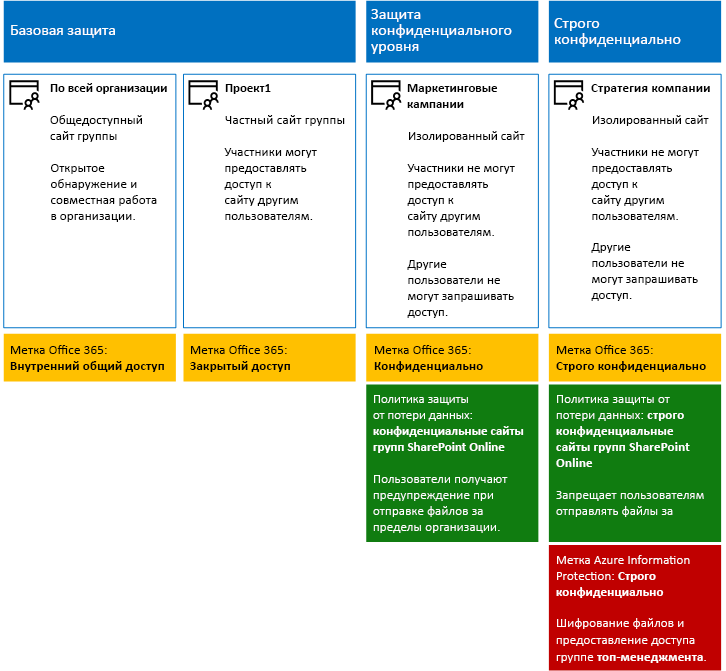 Базовая защита
Защита
конфиденциального
уровня
Строго
конфиденциально
По всей организации
Общедоступный
сайт группы
Открытое
обнаружение и
совместная работа
в организации.
Проект1
Частный сайт группы
Участники могут
предоставлять
доступ к
сайту другим
пользователям.
Маркетинговые
кампании
Изолированный сайт
Участники не могут
предоставлять
доступ к
сайту другим
пользователям.
Другие
пользователи не
могут запрашивать
доступ.
Стратегия компании
Изолированный сайт
Участники не могут
предоставлять
доступ к
сайту другим
пользователям.
Другие
пользователи не
могут запрашивать
доступ.
Метка Office 365:
Внутренний общий доступ
Метка Office 365:
Закрытый доступ
Метка Office 365:
Конфиденциально
Метка Office 365:
Строго конфиденциально
Политика защиты
от потери данных:
конфиденциальные сайты
групп SharePoint Online
Пользователи получают
предупреждение при
отправке файлов за
пределы организации.
Политика защиты от
потери данных: строго
конфиденциальные
сайты групп SharePoint
Online
Запрещает пользователям
отправлять файлы за
Метка Azure Information
Protection: Строго
конфиденциально
Шифрование файлов и
предоставление доступа
группе топ-менеджмента.